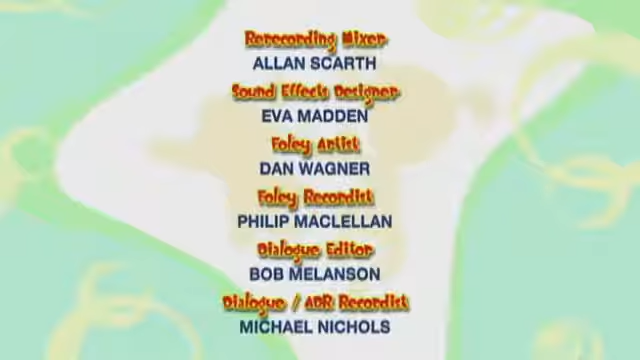 Rerecording Mixer
ALLAN SCARTH
Sound Effects Designer
EVA MADDEN
Foley Artist
DAN WAGNER
Foley Recordist
PHILIP MACLELLAN
Dialogue Editor
BOB MELANSON
Dialogue / ADR Recordist
MICHAEL NICHOLS